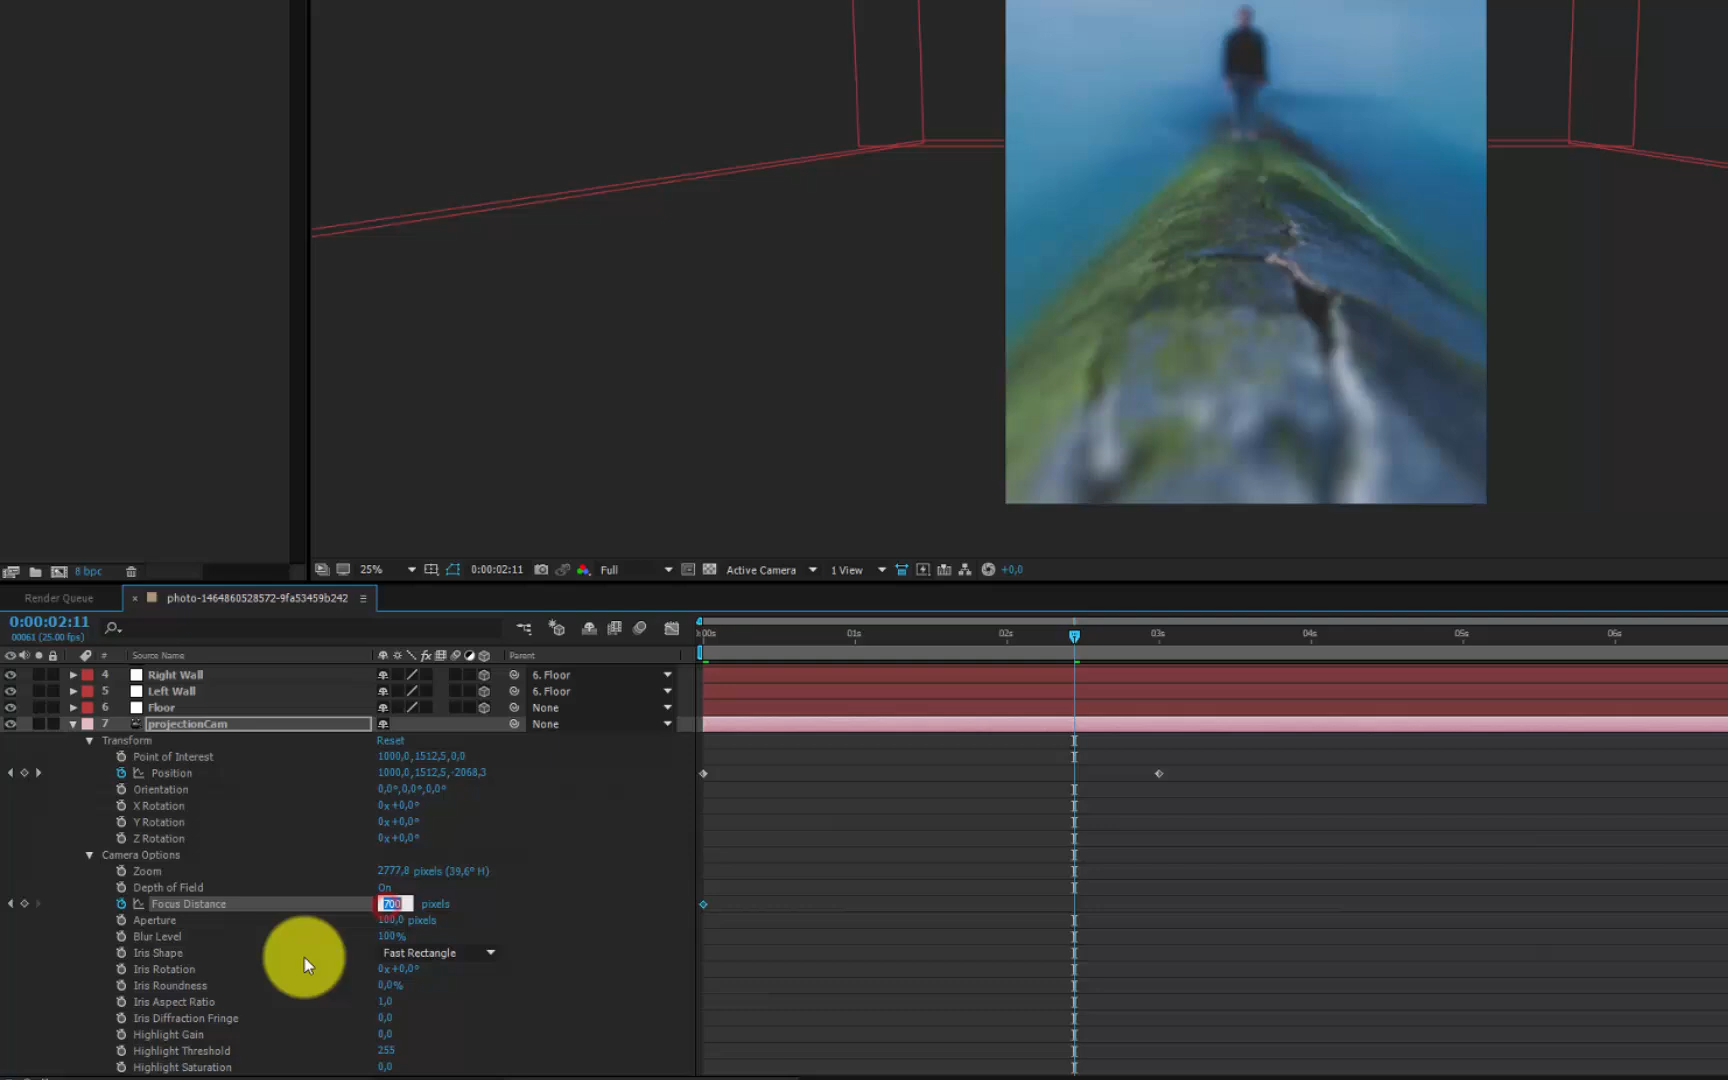 8 bpc
25%
0:00:02:11
Full
Active Camera
1 View
+0,0
Render Queue
× photo-1464860528572-9fa53459b242
0:00:02:11
00061 (25.00 fps)
:00s 01s 02s 03s 04s 05s 06s
# Source Name fx Parent
4 Right Wall 6. Floor
5 Left Wall 6. Floor
6 Floor None
7 projectionCam None
Transform Reset
Point of Interest 1000,0,1512,5,0,0
Position 1000,0,1512,5,-2068,3
Orientation 0,0°,0,0°,0,0°
X Rotation 0x+0,0°
Y Rotation 0x+0,0°
Z Rotation 0x+0,0°
Camera Options
Zoom 2777,8 pixels (39,6° H)
Depth of Field On
Focus Distance 700 pixels
Aperture 100,0 pixels
Blur Level 100%
Iris Shape Fast Rectangle
Iris Rotation 0x+0,0°
Iris Roundness 0,0%
Iris Aspect Ratio 1,0
Iris Diffraction Fringe 0,0
Highlight Gain 0,0
Highlight Threshold 255
Highlight Saturation 0,0